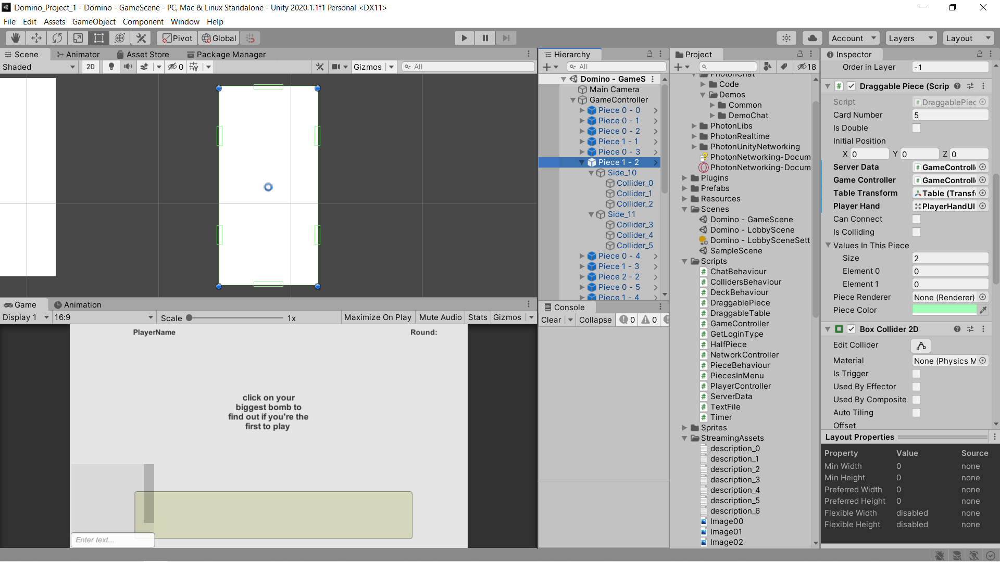 Domino_Project_1 - Domino - GameScene - PC, Mac & Linux Standalone - Unity 2020.1.1f1 Personal <DX11>
File Edit Assets GameObject Component Window Help
Pivot Global Account Layers Layout
Scene Animator Asset Store Package Manager
Shaded 2D 0 Gizmos All
Game Animation
Display 1 16:9 Scale 1x Maximize On Play Mute Audio Stats Gizmos
PlayerName Round:
click on your
biggest bomb to
find out if you're the
first to play
Enter text...
Hierarchy
All
Domino - GameS
Main Camera
GameController
Piece 0 - 0
Piece 0 - 1
Piece 0 - 2
Piece 1 - 1
Piece 0 - 3
Piece 1 - 2
Side_10
Collider_0
Collider_1
Collider_2
Side_11
Collider_3
Collider_4
Collider_5
Piece 0 - 4
Piece 1 - 3
Piece 2 - 2
Piece 0 - 5
Piece 1 - 4
Console
Clear Collapse 0 0
Project
18
PhotonChat
Code
Demos
Common
DemoChat
PhotonLibs
PhotonRealtime
PhotonUnityNetworking
PhotonNetworking-Docum
PhotonNetworking-Docum
Plugins
Prefabs
Resources
Scenes
Domino - GameScene
Domino - LobbyScene
Domino - LobbySceneSett
SampleScene
Scripts
ChatBehaviour
CollidersBehaviour
DeckBehaviour
DraggablePiece
DraggableTable
GameController
GetLoginType
HalfPiece
NetworkController
PieceBehaviour
PiecesInMenu
PlayerController
ServerData
TextFile
Timer
Sprites
StreamingAssets
description_0
description_1
description_2
description_3
description_4
description_5
description_6
Image00
Image01
Image02
Inspector
Order in Layer -1
Draggable Piece (Scrip
Script DraggablePiec
Card Number 5
Is Double
Initial Position
X 0 Y 0 Z 0
Server Data GameControlle
Game Controller GameControlle
Table Transform Table (Transf
Player Hand PlayerHandUI
Can Connect
Is Colliding
Values In This Piece
Size 2
Element 0 0
Element 1 0
Piece Renderer None (Renderer)
Piece Color
Box Collider 2D
Edit Collider
Material None (Physics M
Is Trigger
Used By Effector
Used By Composite
Auto Tiling
Offset
Layout Properties
Property Value Source
Min Width 0 none
Min Height 0 none
Preferred Width 0 none
Preferred Height 0 none
Flexible Width disabled none
Flexible Height disabled none